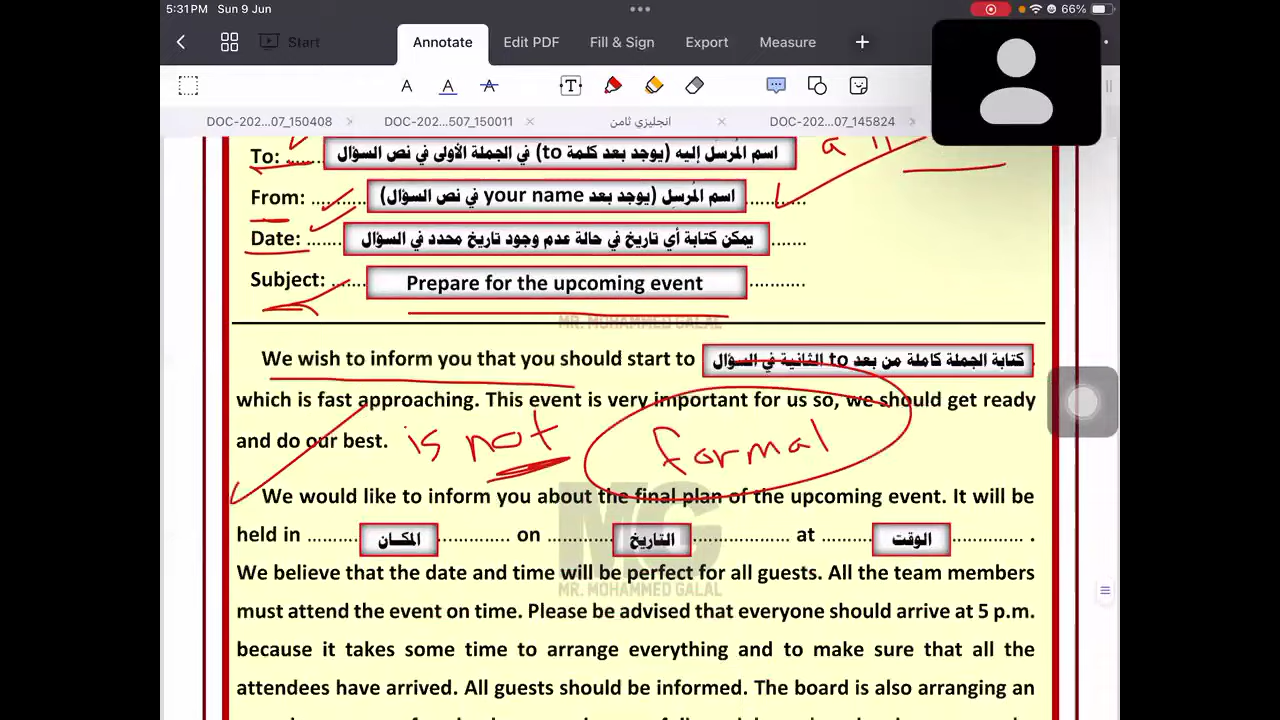 5:31PM Sun 9 Jun 66%
Start Annotate Edit PDF Fill & Sign Export Measure
DOC-202...07_150408 DOC-202...507_150011 انجليزي ثامن DOC-202...07_145824
To: ...... اسم المُرسَل إليه (يوجد بعد كلمة to) في الجملة الأولى في نص السؤال
From: .......... اسم المُرسِل (يوجد بعد your name في نص السؤال) ...........
Date: ...... يمكن كتابة أي تاريخ في حالة عدم وجود تاريخ محدد في السؤال ......
Subject: ...... Prepare for the upcoming event ..........
MR. MUHAMMED GALAL
We wish to inform you that you should start to كتابة الجملة كاملة من بعد to الثانية في السؤال .
which is fast approaching. This event is very important for us so, we should get ready
and do our best. is not formal
We would like to inform you about the final plan of the upcoming event. It will be
held in .......... المكان ............ on ............ التاريخ .................. at ......... الوقت ............. .
MG
MR. MOHAMMED GALAL
We believe that the date and time will be perfect for all guests. All the team members
must attend the event on time. Please be advised that everyone should arrive at 5 p.m.
because it takes some time to arrange everything and to make sure that all the
attendees have arrived. All guests should be informed. The board is also arranging an